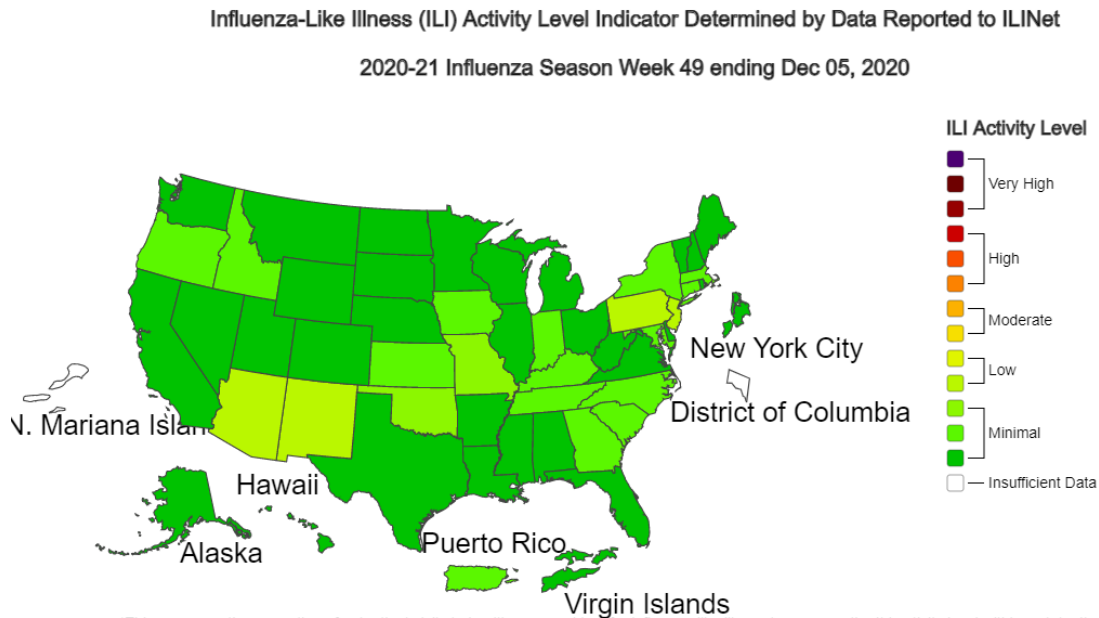 Influenza-Like Illness (ILI) Activity Level Indicator Determined by Data Reported to ILINet
2020-21 Influenza Season Week 49 ending Dec 05, 2020
ILI Activity Level
Very High
High
Moderate
Low
Minimal
Insufficient Data
New York City
District of Columbia
N. Mariana Islan
Hawaii
Alaska
Puerto Rico
Virgin Islands